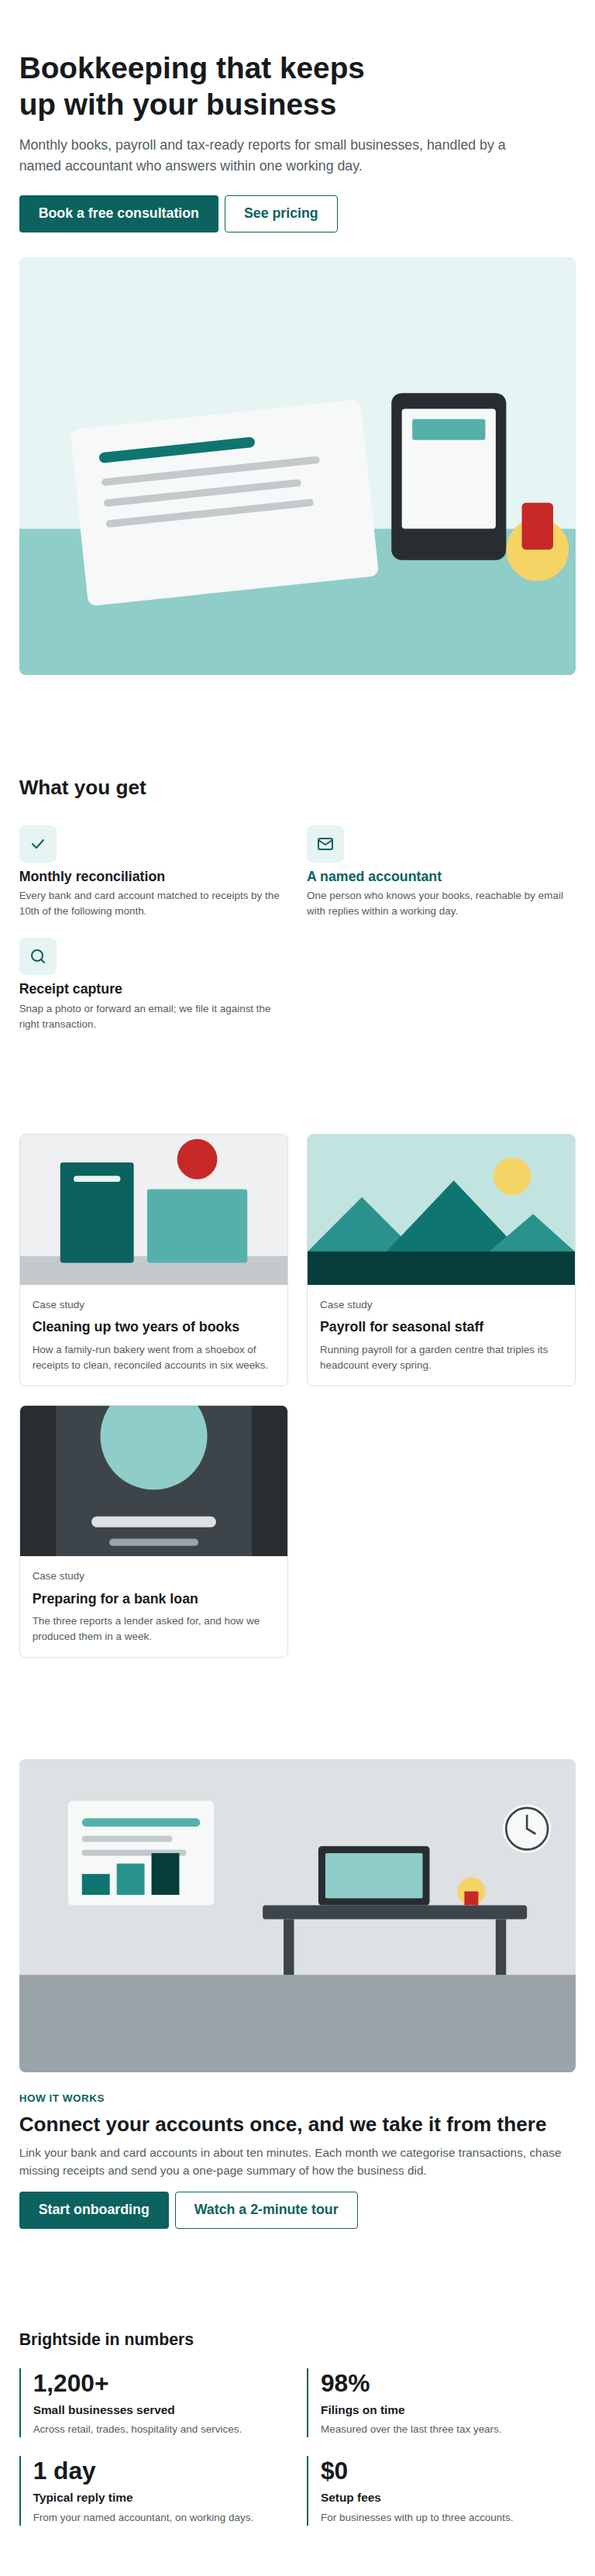 Bookkeeping that keeps
up with your business
Monthly books, payroll and tax-ready reports for small businesses, handled by a
named accountant who answers within one working day.
Book a free consultation
See pricing
What you get
Monthly reconciliation
Every bank and card account matched to receipts by the
10th of the following month.
A named accountant
One person who knows your books, reachable by email
with replies within a working day.
Receipt capture
Snap a photo or forward an email; we file it against the
right transaction.
Case study
Cleaning up two years of books
How a family-run bakery went from a shoebox of
receipts to clean, reconciled accounts in six weeks.
Case study
Payroll for seasonal staff
Running payroll for a garden centre that triples its
headcount every spring.
Case study
Preparing for a bank loan
The three reports a lender asked for, and how we
produced them in a week.
HOW IT WORKS
Connect your accounts once, and we take it from there
Link your bank and card accounts in about ten minutes. Each month we categorise transactions, chase
missing receipts and send you a one-page summary of how the business did.
Start onboarding
Watch a 2-minute tour
Brightside in numbers
1,200+
Small businesses served
Across retail, trades, hospitality and services.
98%
Filings on time
Measured over the last three tax years.
1 day
Typical reply time
From your named accountant, on working days.
$0
Setup fees
For businesses with up to three accounts.